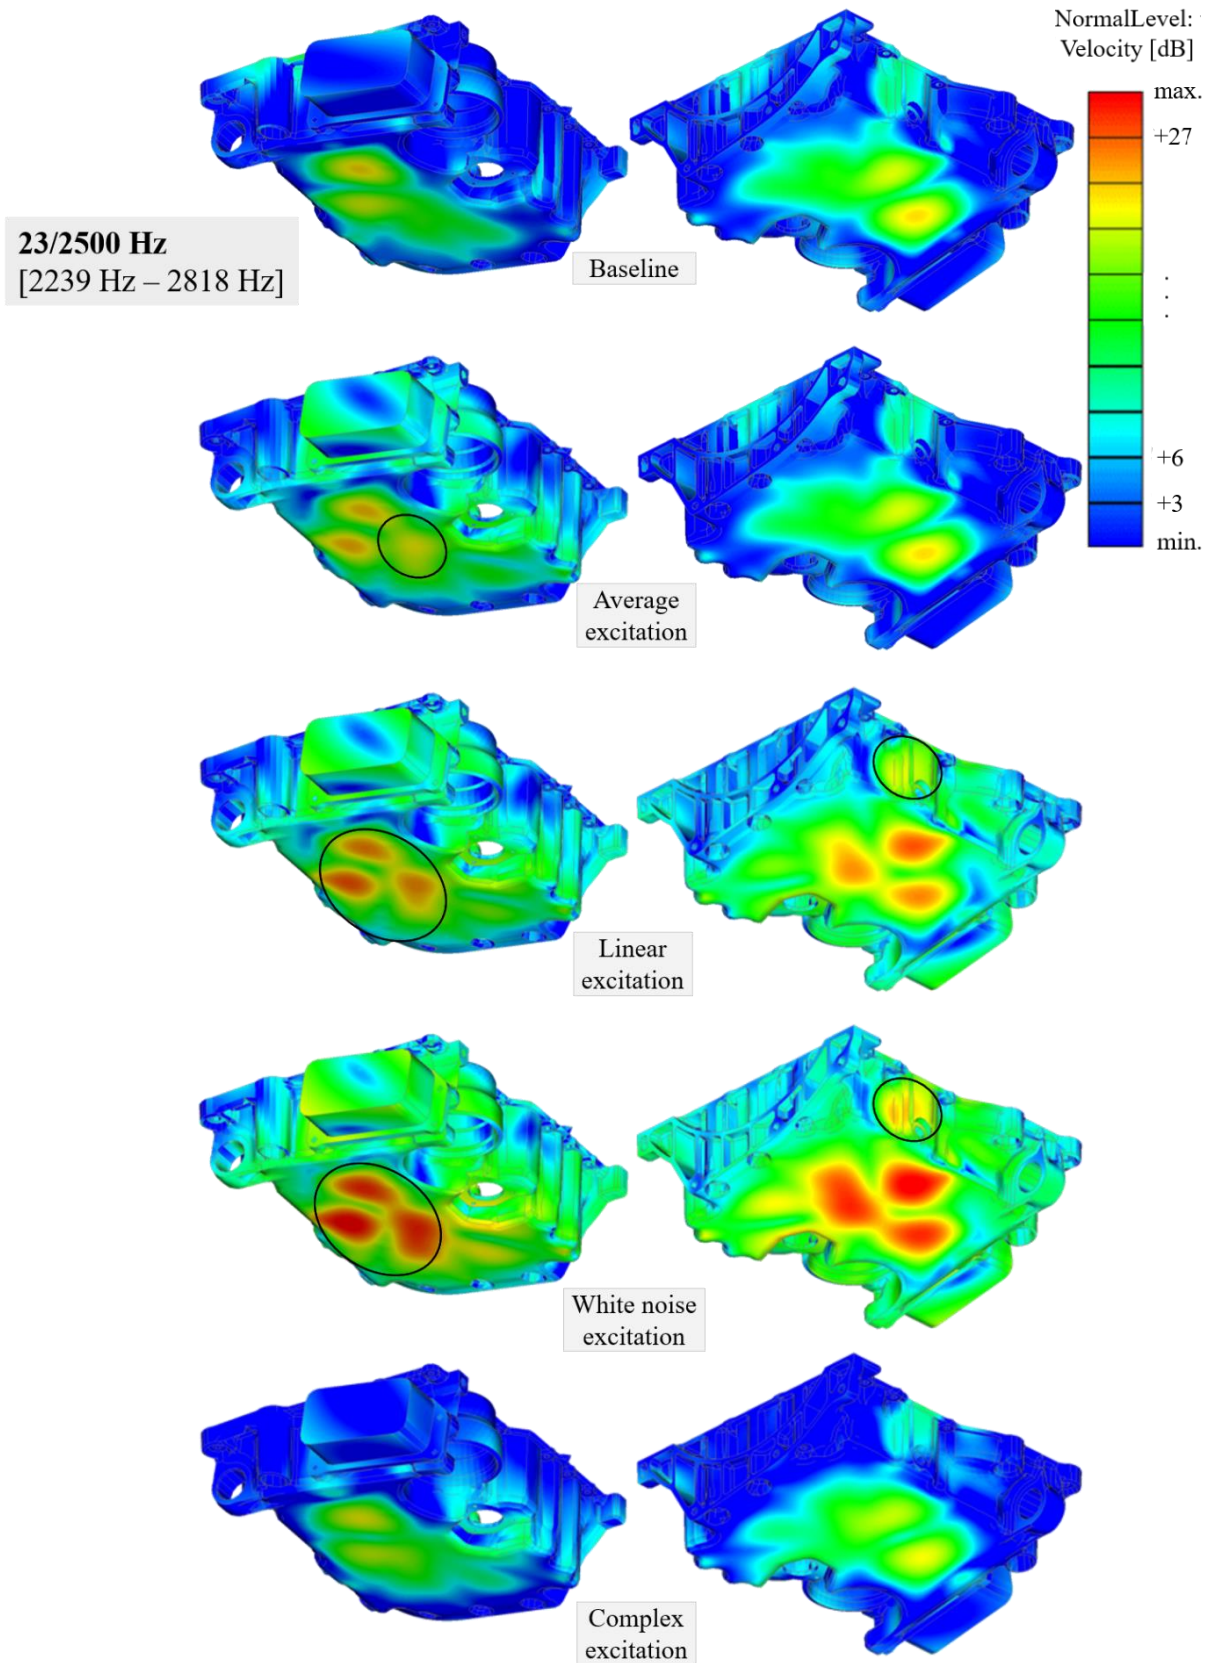 NormalLevel:
Velocity [dB]
max.
+27
23/2500 Hz
[2239 Hz – 2818 Hz]
Baseline
.
.
.
+6
+3
min.
Average
excitation
Linear
excitation
White noise
excitation
Complex
excitation